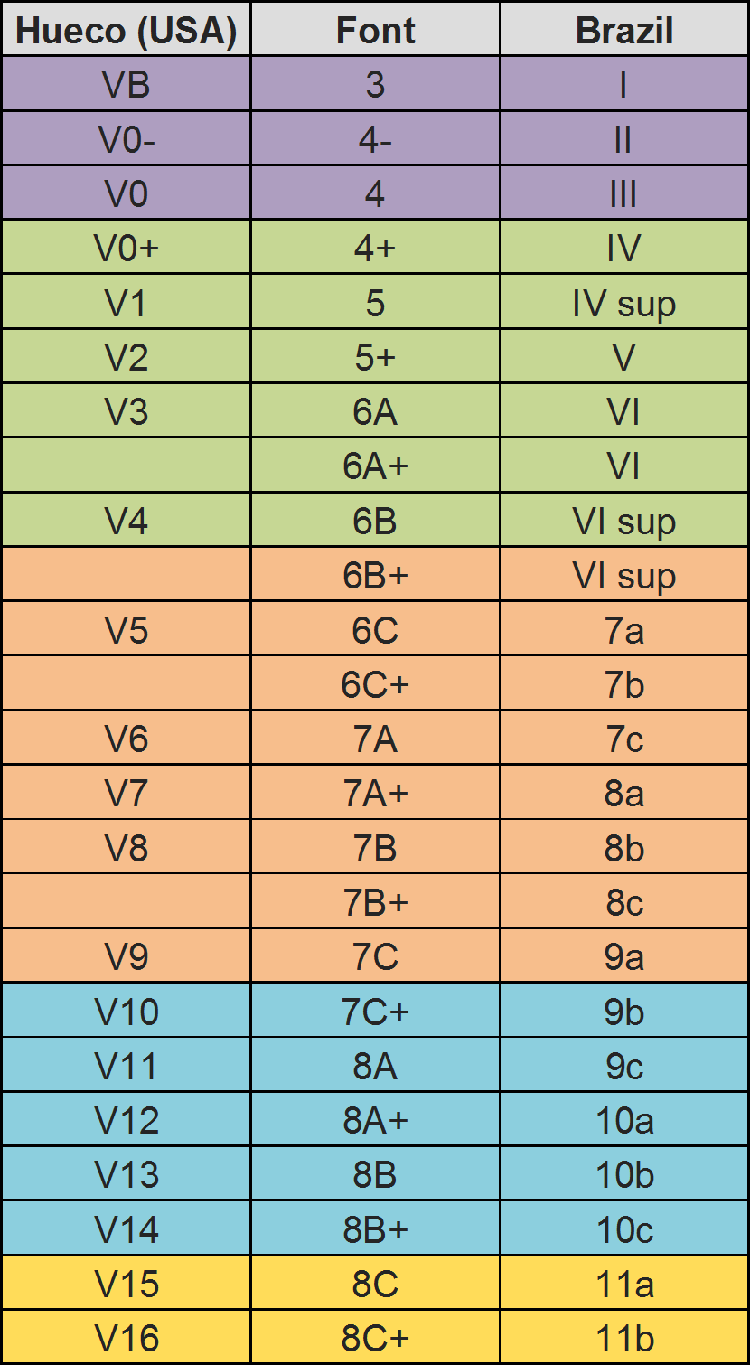 Hueco (USA) Font Brazil
VB 3 I
V0- 4- II
V0 4 III
V0+ 4+ IV
V1 5 IV sup
V2 5+ V
V3 6A VI
6A+ VI
V4 6B VI sup
6B+ VI sup
V5 6C 7a
6C+ 7b
V6 7A 7c
V7 7A+ 8a
V8 7B 8b
7B+ 8c
V9 7C 9a
V10 7C+ 9b
V11 8A 9c
V12 8A+ 10a
V13 8B 10b
V14 8B+ 10c
V15 8C 11a
V16 8C+ 11b